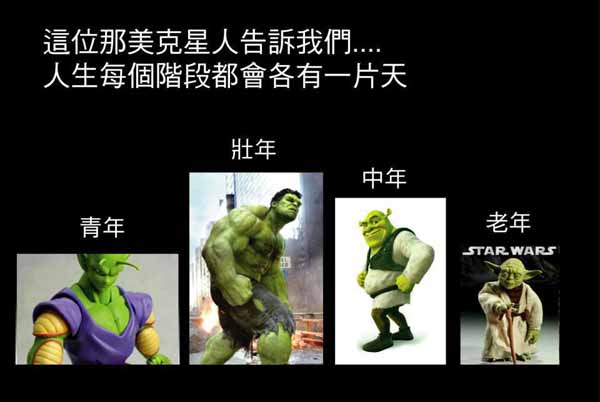 這位那美克星人告訴我們....
人生每個階段都會各有一片天
壯年
中年
青年
老年
STAR WARS